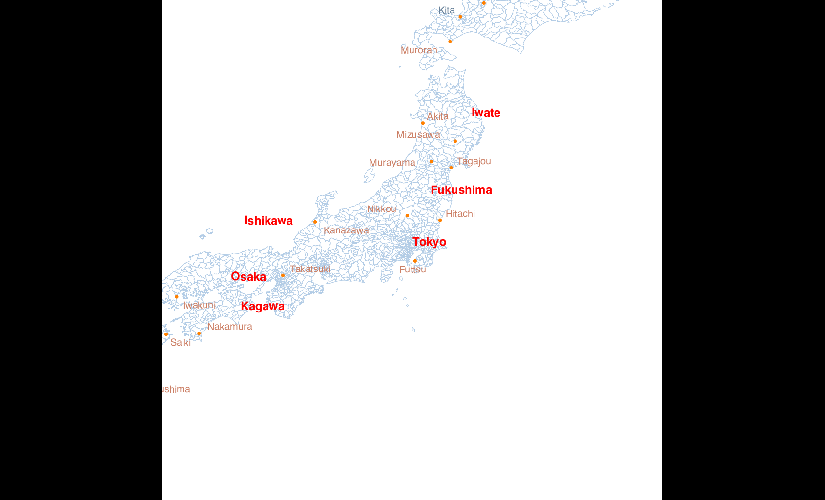 Kita
Muroran
Iwate
Akita
Mizusawa
Murayama
Tagajou
Fukushima
Nikkou
Hitach
Ishikawa
Kanazawa
Tokyo
Takatsuki
Futtsu
Osaka
Iwakuni
Kagawa
Nakamura
Saiki
ushima